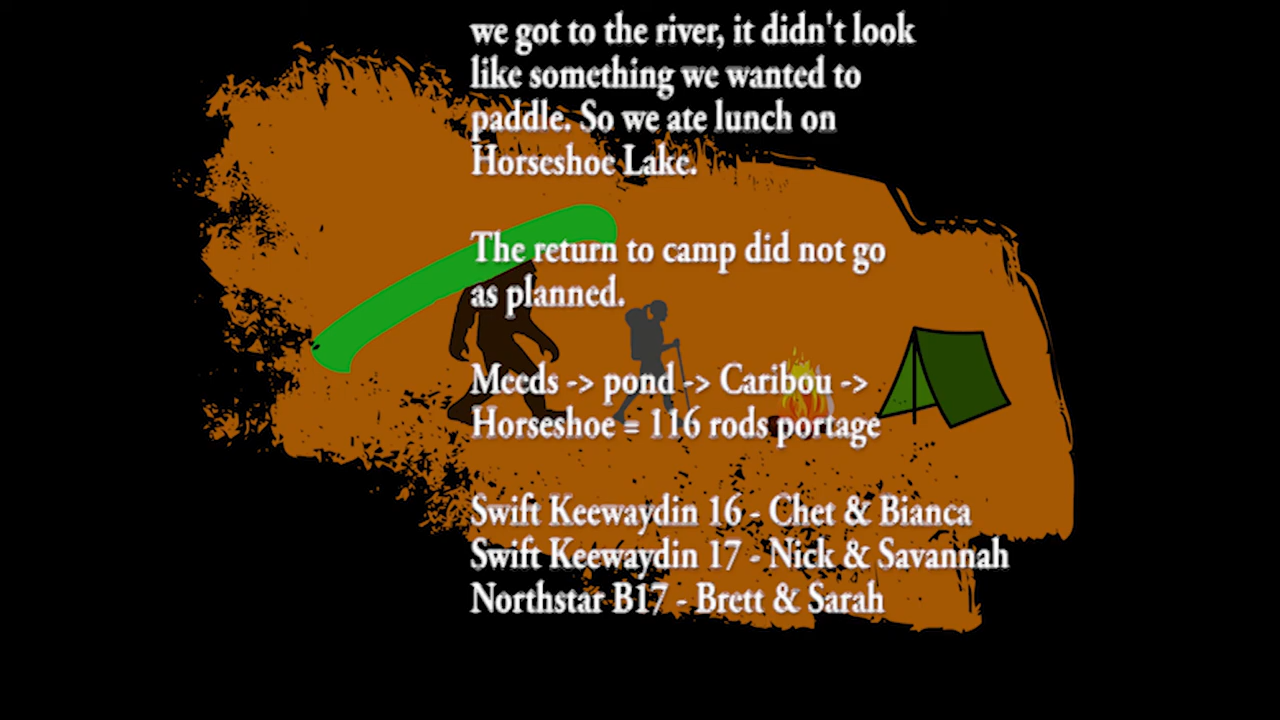 we got to the river, it didn't look
like something we wanted to
paddle. So we ate lunch on
Horseshoe Lake.
The return to camp did not go
as planned.
Meeds -> pond -> Caribou ->
Horseshoe = 116 rods portage
Swift Keewaydin 16 - Chet & Bianca
Swift Keewaydin 17 - Nick & Savannah
Northstar B17 - Brett & Sarah